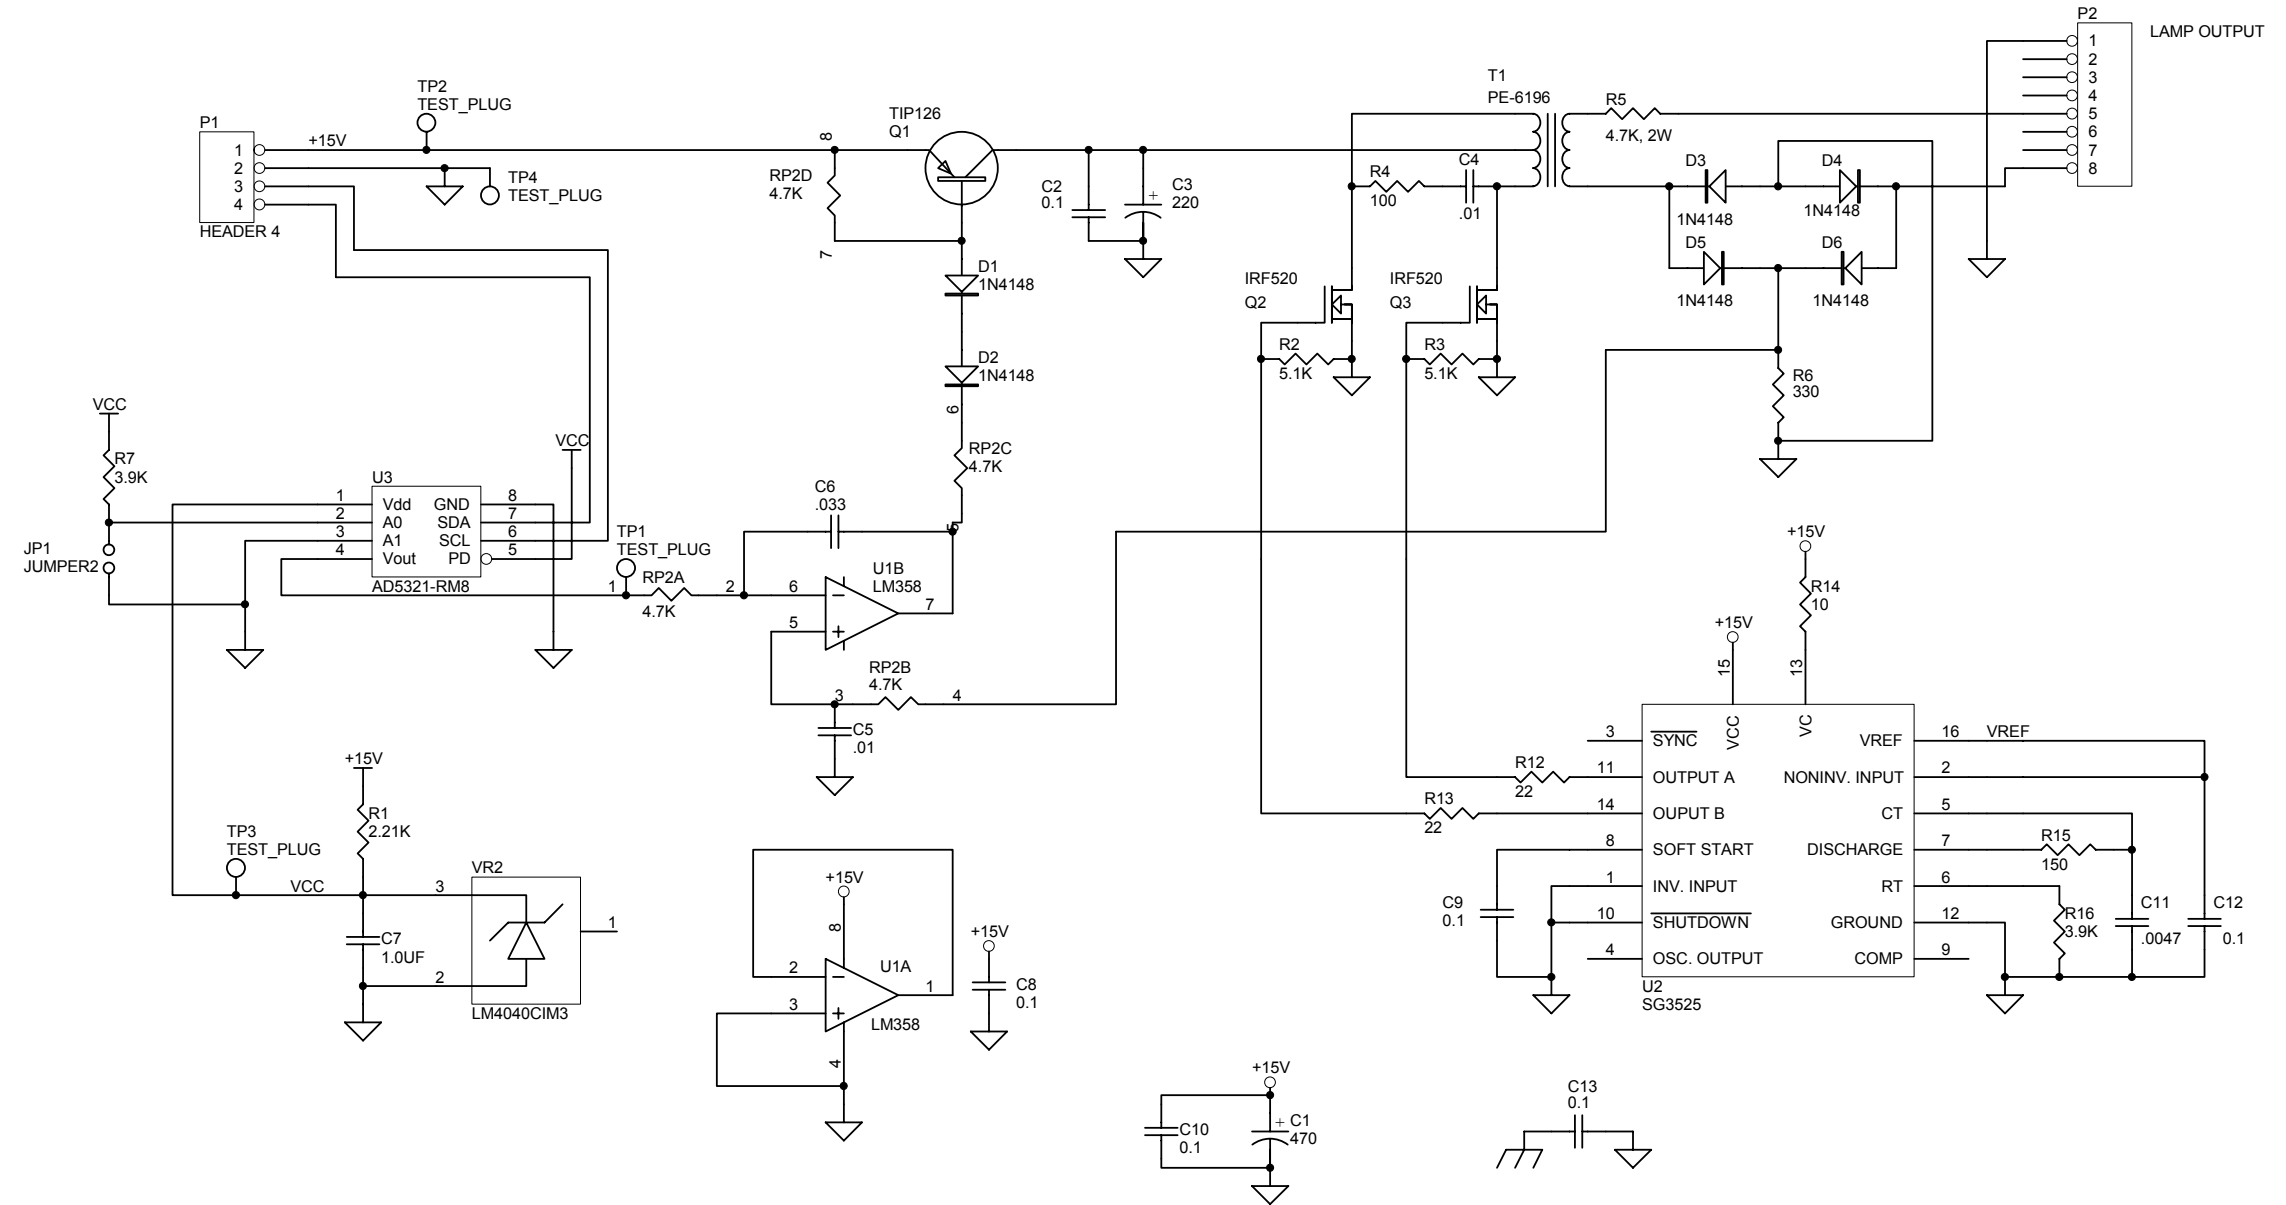 P2
LAMP OUTPUT
1
2
3
4
5
6
7
8
T1
PE-6196
R5
4.7K, 2W
TP2
TEST_PLUG
P1
+15V
1
2
3
4
HEADER 4
TP4
TEST_PLUG
8
RP2D
4.7K
7
TIP126
Q1
C2
0.1
+
C3
220
R4
100
C4
.01
D3
1N4148
D4
1N4148
D5
1N4148
D6
1N4148
D1
1N4148
D2
1N4148
6
RP2C
4.7K
5
IRF520
Q2
IRF520
Q3
R2
5.1K
R3
5.1K
R6
330
VCC
R7
3.9K
JP1
JUMPER2
VCC
U3
1
2
3
4
Vdd
A0
A1
Vout
GND
SDA
SCL
PD
8
7
6
5
AD5321-RM8
TP1
TEST_PLUG
1
RP2A
4.7K
2
C6
.033
6
5
7
U1B
LM358
RP2B
4.7K
3
4
C5
.01
+15V
R1
2.21K
TP3
TEST_PLUG
VCC
C7
1.0UF
VR2
3
2
1
LM4040CIM3
+15V
8
2
3
1
4
U1A
LM358
+15V
C8
0.1
+15V
C10
0.1
+ C1
470
C13
0.1
+15V
R14
10
+15V
15
13
VCC
VC
3
SYNC
VREF
16
VREF
R12
22
11
OUTPUT A
NONINV. INPUT
2
R13
22
14
OUPUT B
CT
5
8
SOFT START
DISCHARGE
7
R15
150
1
INV. INPUT
RT
6
C9
0.1
10
SHUTDOWN
GROUND
12
R16
3.9K
C11
.0047
C12
0.1
4
OSC. OUTPUT
COMP
9
U2
SG3525